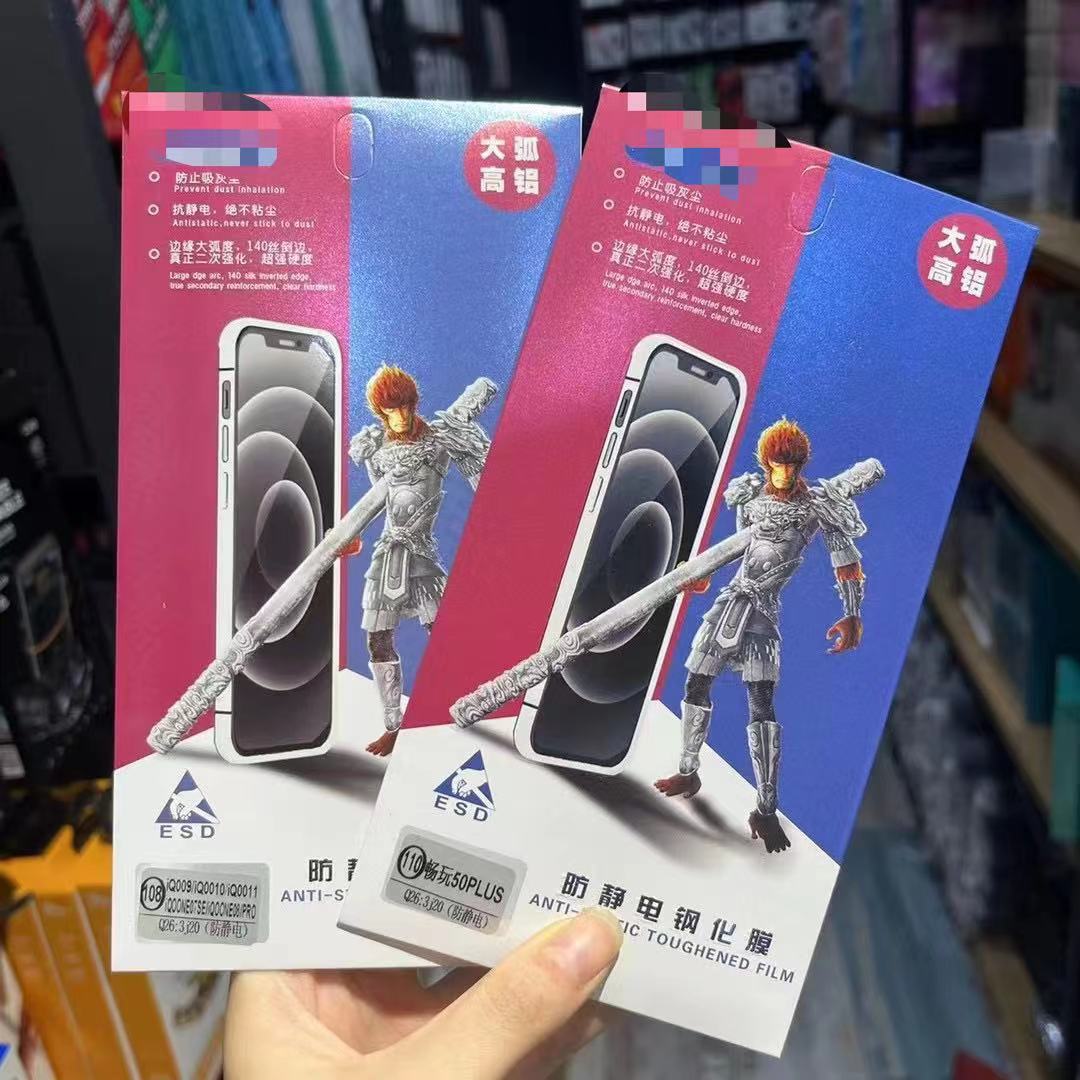 大弧
高铝
防止吸灰尘
Prevent dust inhalation
抗静电，绝不粘尘
Antistatic,never stick to dust
边缘大弧度，140丝倒边，
真正二次强化，超强硬度
Large dge arc, 140 silk inverted edge,
true secondary reinforcement, clear hardness
ESD
108
iQ009/iQ0010/iQ0011
iQOONE07SE/iQOONE08/PRO
Q26:3j20 (防静电)
防
ANTI-S
大弧
高铝
防止吸灰尘
Prevent dust inhalation
抗静电，绝不粘尘
Antistatic,never stick to dust
边缘大弧度，140丝倒边，
真正二次强化，超强硬度
Large dge arc, 140 silk inverted edge,
true secondary reinforcement, clear hardness
ESD
110 畅玩50PLUS
Q26:3j20 (防静电)
防静电钢化膜
ANTI- TIC TOUGHENED FILM